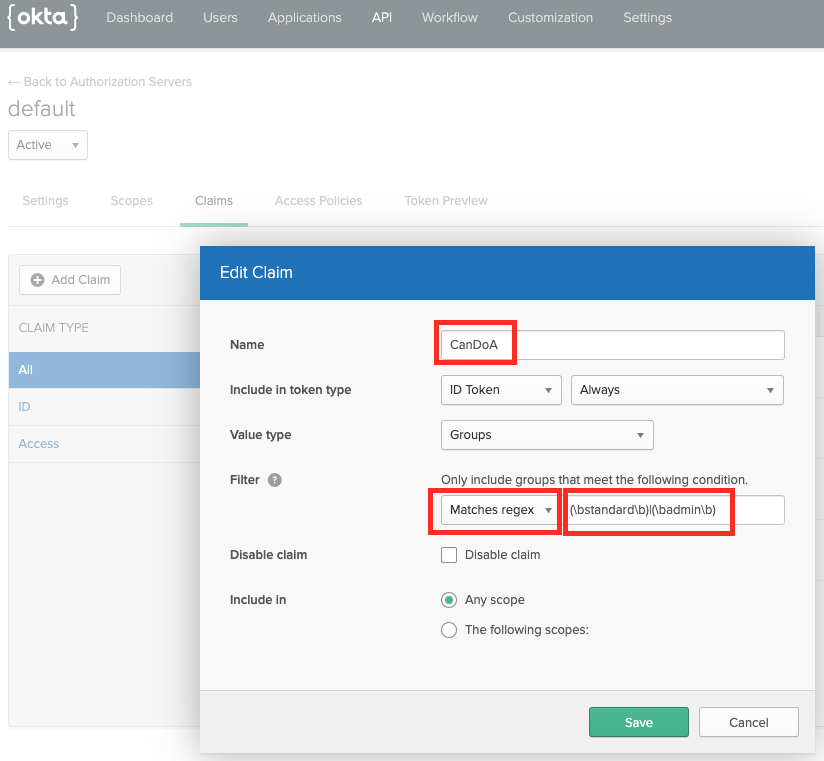 {okta} Dashboard Users Applications API Workflow Customization Settings
← Back to Authorization Servers
default
Active
Settings Scopes Claims Access Policies Token Preview
Add Claim
Edit Claim
CLAIM TYPE
All
ID
Access
Name CanDoA
Include in token type ID Token Always
Value type Groups
Filter ? Only include groups that meet the following condition.
Matches regex (\bstandard\b)|(\badmin\b)
Disable claim Disable claim
Include in Any scope
The following scopes:
Save Cancel